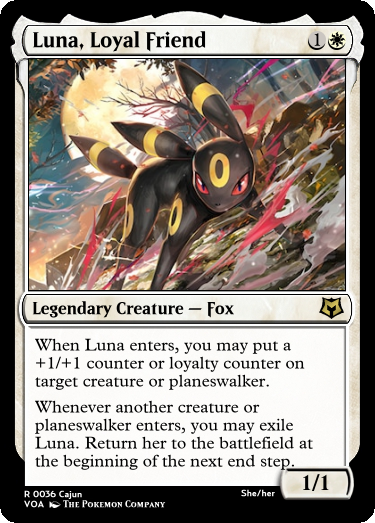 Luna, Loyal Friend 1
Legendary Creature — Fox
When Luna enters, you may put a
+1/+1 counter or loyalty counter on
target creature or planeswalker.
Whenever another creature or
planeswalker enters, you may exile
Luna. Return her to the battlefield at
the beginning of the next end step.
1/1
R 0036 Cajun She/her
VOA The Pokemon Company